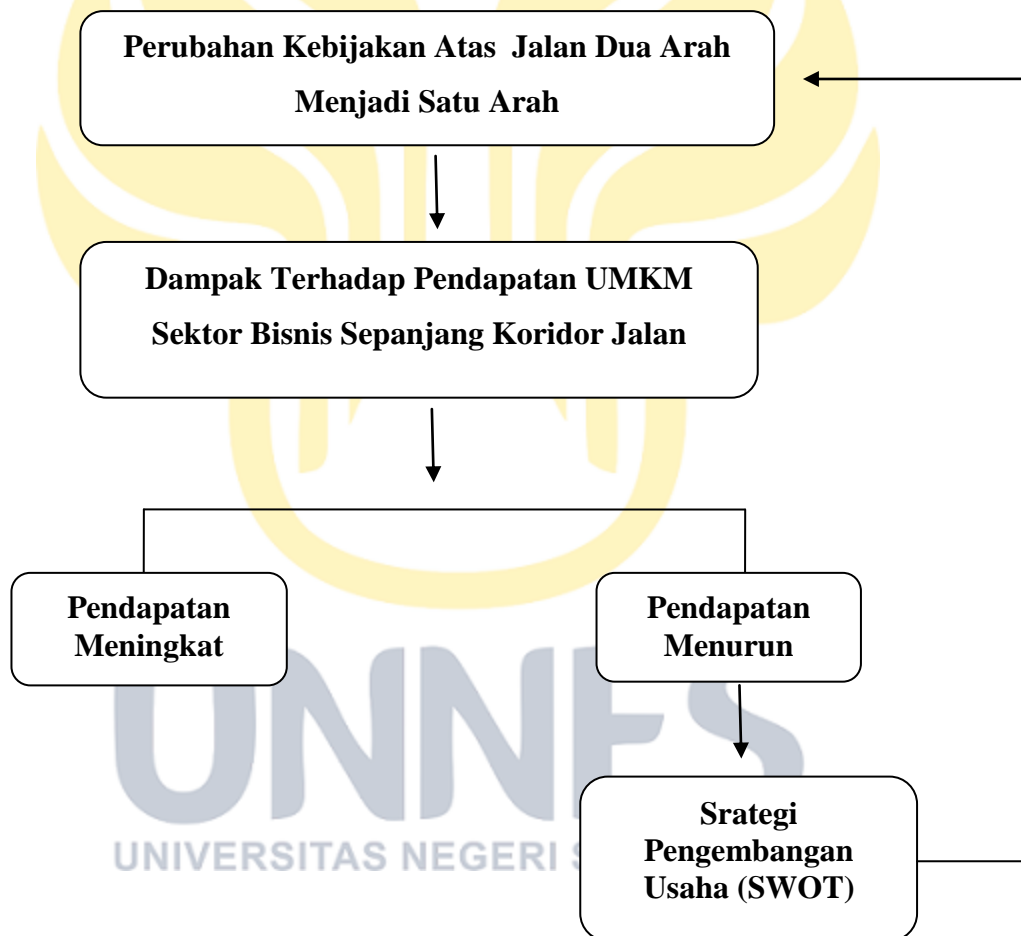 Perubahan Kebijakan Atas Jalan Dua Arah
Menjadi Satu Arah
Dampak Terhadap Pendapatan UMKM
Sektor Bisnis Sepanjang Koridor Jalan
Pendapatan
Meningkat
Pendapatan
Menurun
UNNES
UNIVERSITAS NEGERI S
Srategi
Pengembangan
Usaha (SWOT)